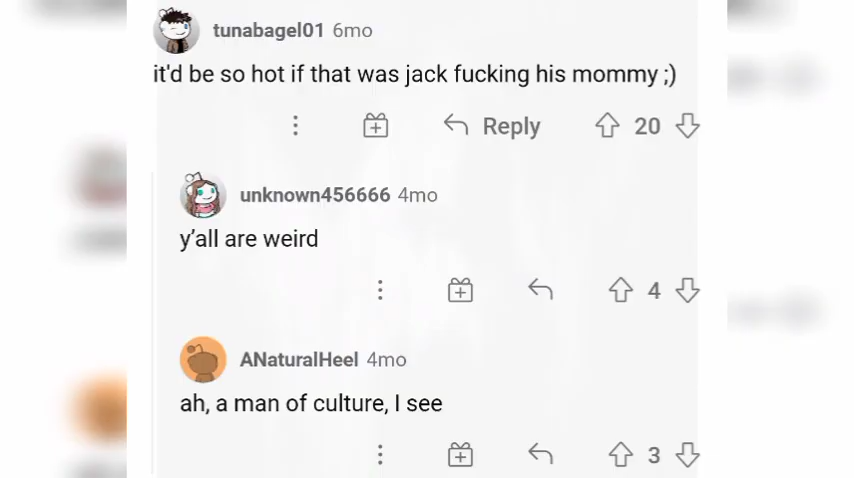 tunabagel01 6mo
it'd be so hot if that was jack fucking his mommy ;)
Reply 20
unknown456666 4mo
y'all are weird
4
ANaturalHeel 4mo
ah, a man of culture, I see
3